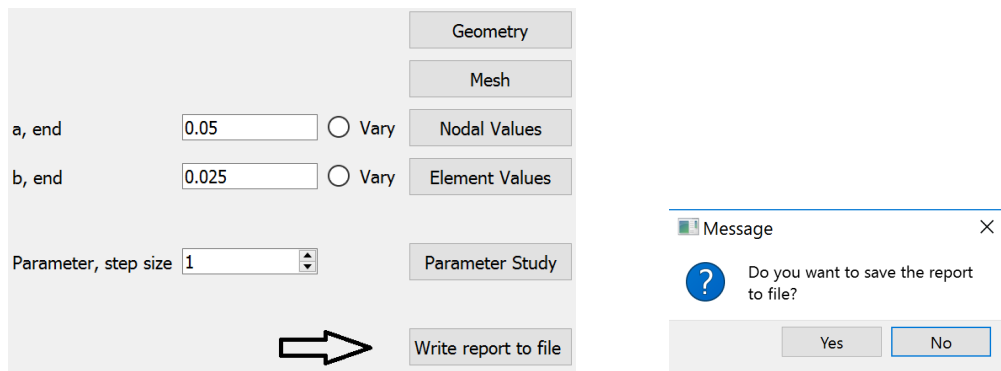 Geometry
Mesh
a, end 0.05 Vary Nodal Values
b, end 0.025 Vary Element Values
Parameter, step size 1 Parameter Study
Write report to file
Message
?
Do you want to save the report
to file?
Yes No